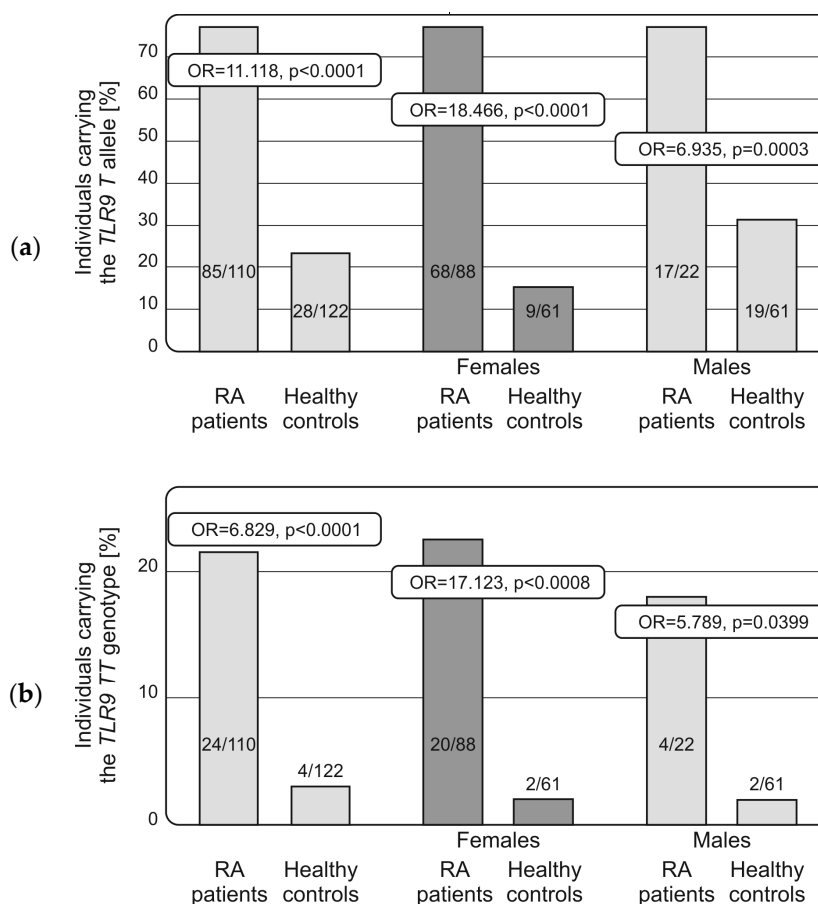 (a)
Individuals carrying
the TLR9 T allele [%]
70
60
50
40
30
20
10
0
OR=11.118, p<0.0001
OR=18.466, p<0.0001
OR=6.935, p=0.0003
85/110
28/122
68/88
9/61
17/22
19/61
Females
Males
RA
patients
Healthy
controls
RA
patients
Healthy
controls
RA
patients
Healthy
controls
(b)
Individuals carrying
the TLR9 TT genotype [%]
20
10
0
OR=6.829, p<0.0001
OR=17.123, p<0.0008
OR=5.789, p=0.0399
24/110
4/122
20/88
2/61
4/22
2/61
Females
Males
RA
patients
Healthy
controls
RA
patients
Healthy
controls
RA
patients
Healthy
controls